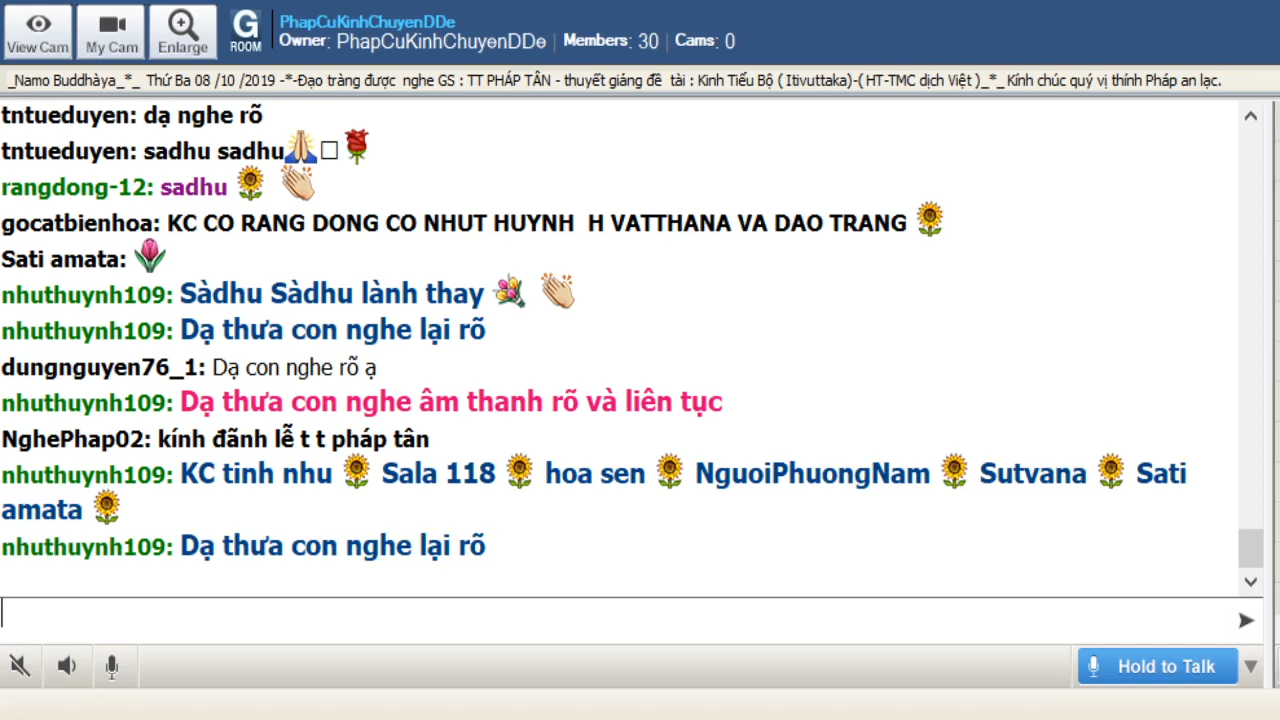 View Cam
My Cam
Enlarge
G
ROOM
PhapCuKinhChuyenDDe
Owner: PhapCuKinhChuyenDDe | Members: 30 | Cams: 0
_Namo Buddhàya_*_ Thứ Ba 08 /10 /2019 -*-Đạo tràng được nghe GS : TT PHÁP TÂN - thuyết giảng đề tài : Kinh Tiểu Bộ ( Itivuttaka)-( HT-TMC dịch Việt )_*_ Kính chúc quý vị thính Pháp an lạc.
tntueduyen: dạ nghe rõ
tntueduyen: sadhu sadhu🙏□🌹
rangdong-12: sadhu 🌻 👏
gocatbienhoa: KC CO RANG DONG CO NHUT HUYNH H VATTHANA VA DAO TRANG 🌻
Sati amata: 🌷
nhuthuynh109: Sàdhu Sàdhu lành thay 💐 👏
nhuthuynh109: Dạ thưa con nghe lại rõ
dungnguyen76_1: Dạ con nghe rõ ạ
nhuthuynh109: Dạ thưa con nghe âm thanh rõ và liên tục
NghePhap02: kính đãnh lễ t t pháp tân
nhuthuynh109: KC tinh nhu 🌻 Sala 118 🌻 hoa sen 🌻 NguoiPhuongNam 🌻 Sutvana 🌻 Sati
amata 🌻
nhuthuynh109: Dạ thưa con nghe lại rõ
Hold to Talk